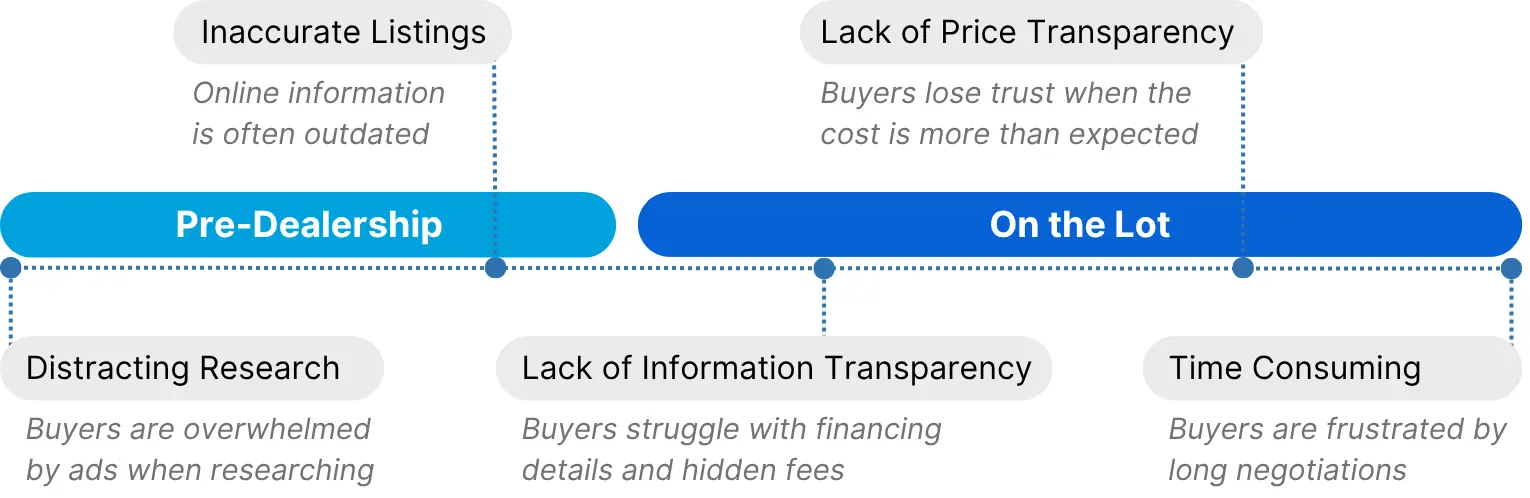 Inaccurate Listings
Online information
is often outdated
Lack of Price Transparency
Buyers lose trust when the
cost is more than expected
Pre-Dealership
On the Lot
Distracting Research
Buyers are overwhelmed
by ads when researching
Lack of Information Transparency
Buyers struggle with financing
details and hidden fees
Time Consuming
Buyers are frustrated by
long negotiations